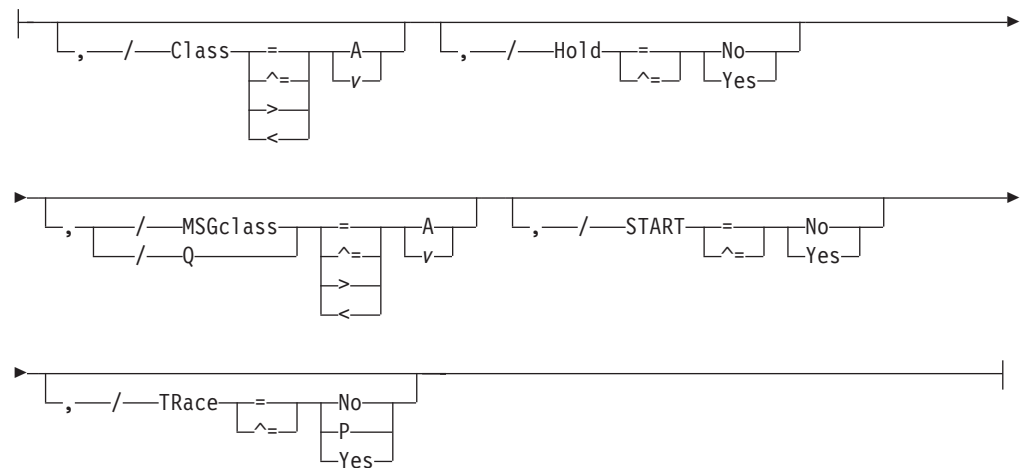 , / Class = A , / Hold = No
^= v ^= Yes
>
<
, / MSGclass = A , / START = No
/ Q ^= v ^= Yes
>
<
, / TRace = No
^= P
Yes